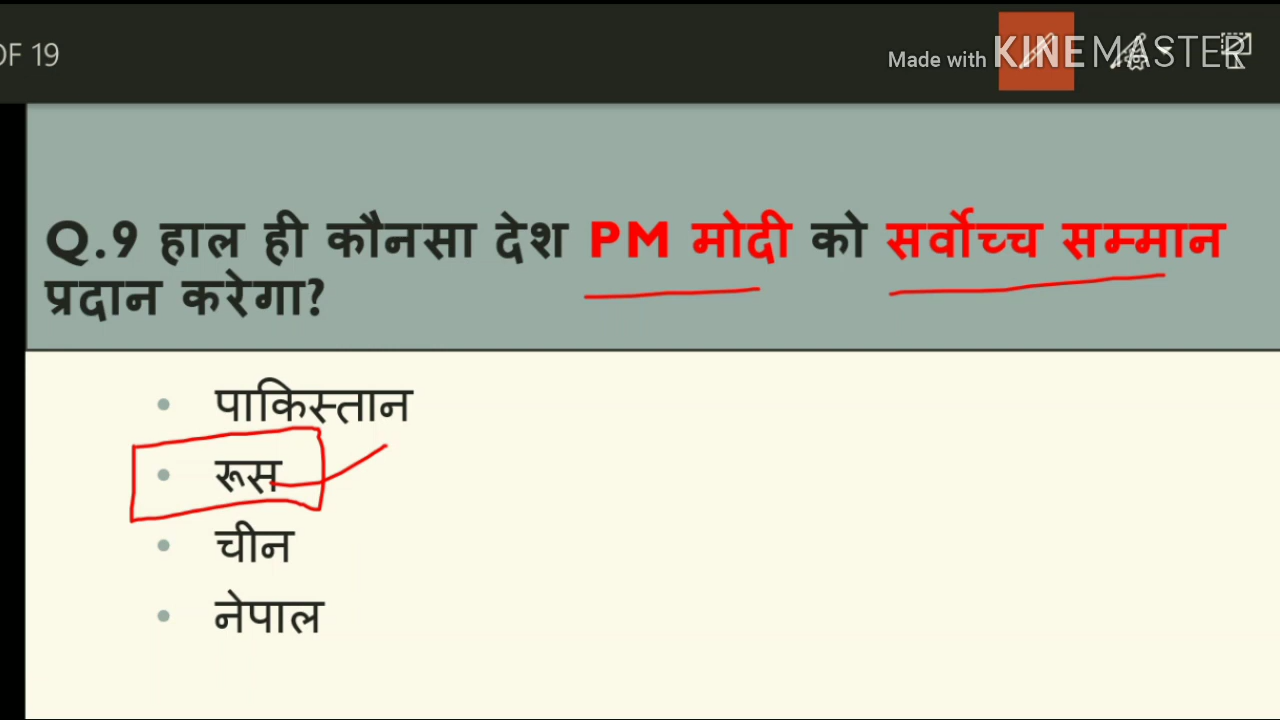 OF 19
Made with KINEMASTER
Q.9 हाल ही कौनसा देश PM मोदी को सर्वोच्च सम्मान
प्रदान करेगा?
पाकिस्तान
रूस
चीन
नेपाल